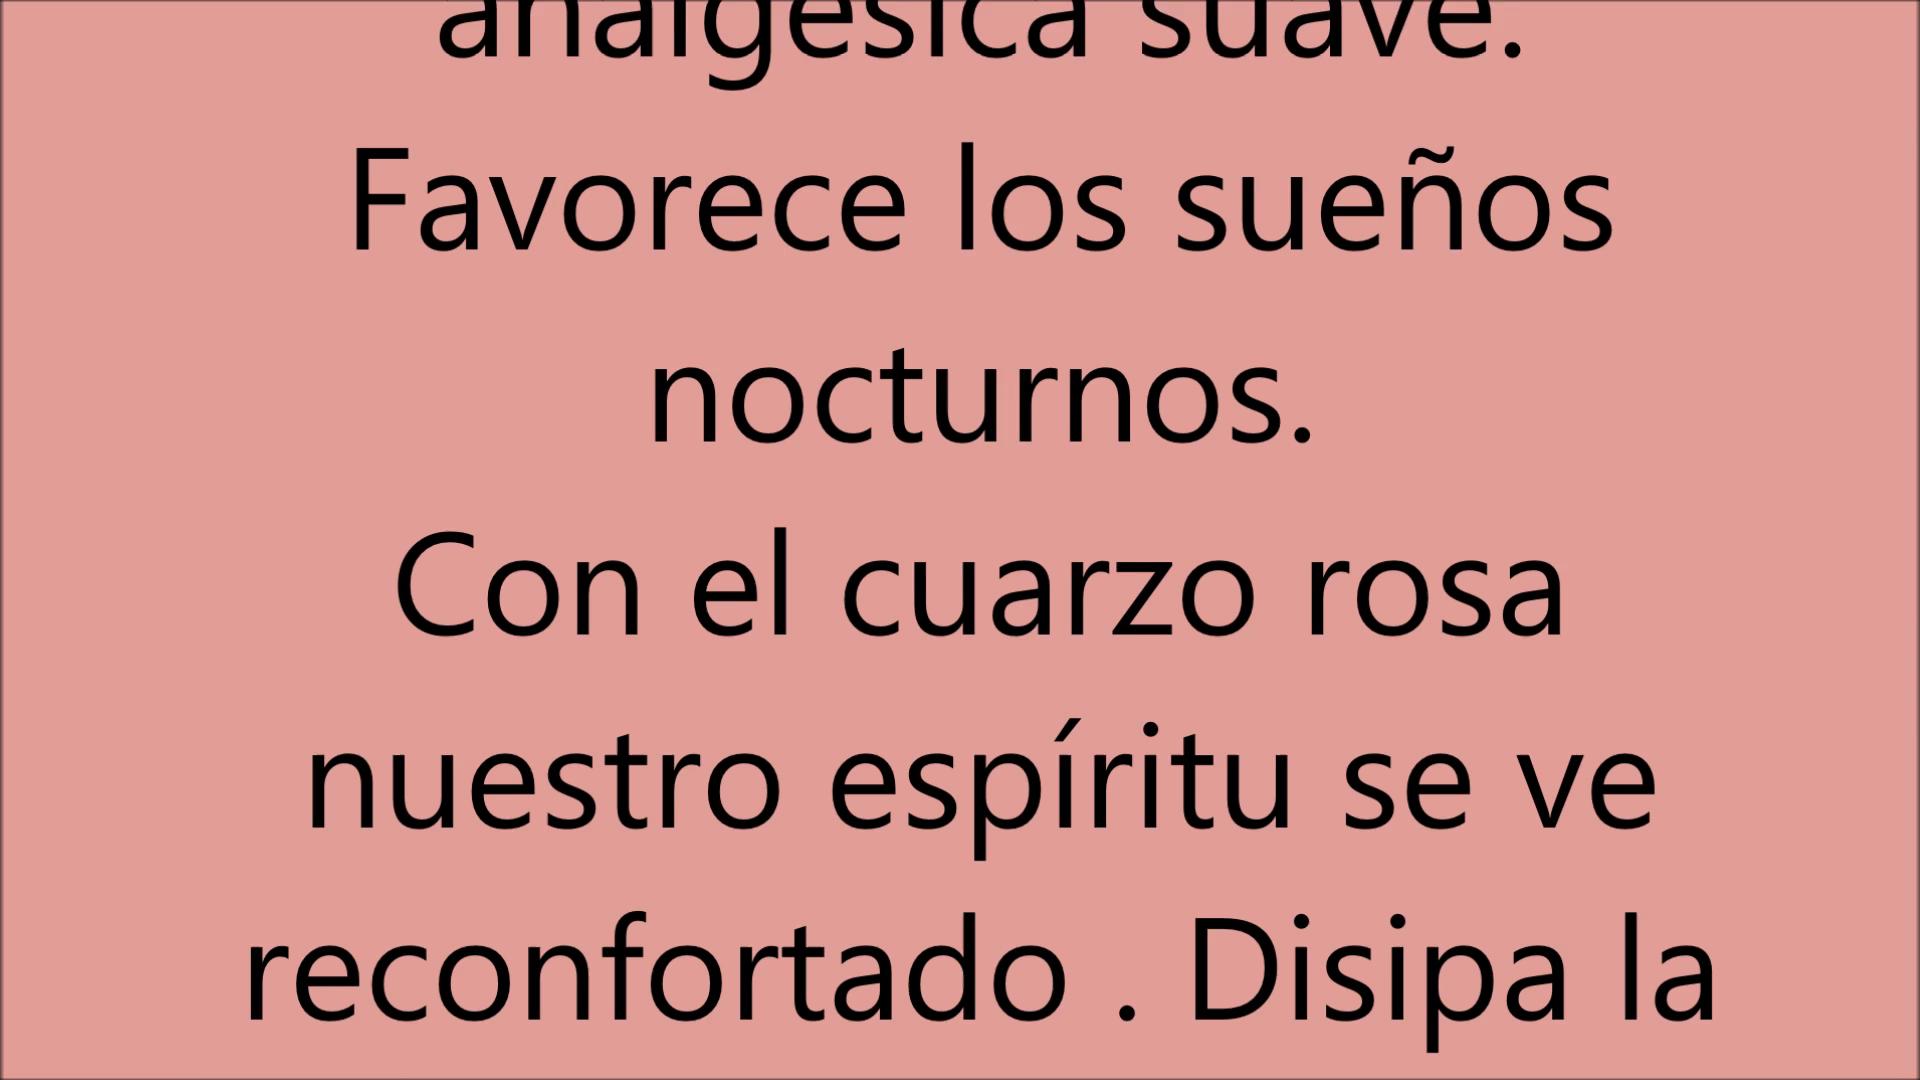 analgésica suave.
Favorece los sueños
nocturnos.
Con el cuarzo rosa
nuestro espíritu se ve
reconfortado . Disipa la